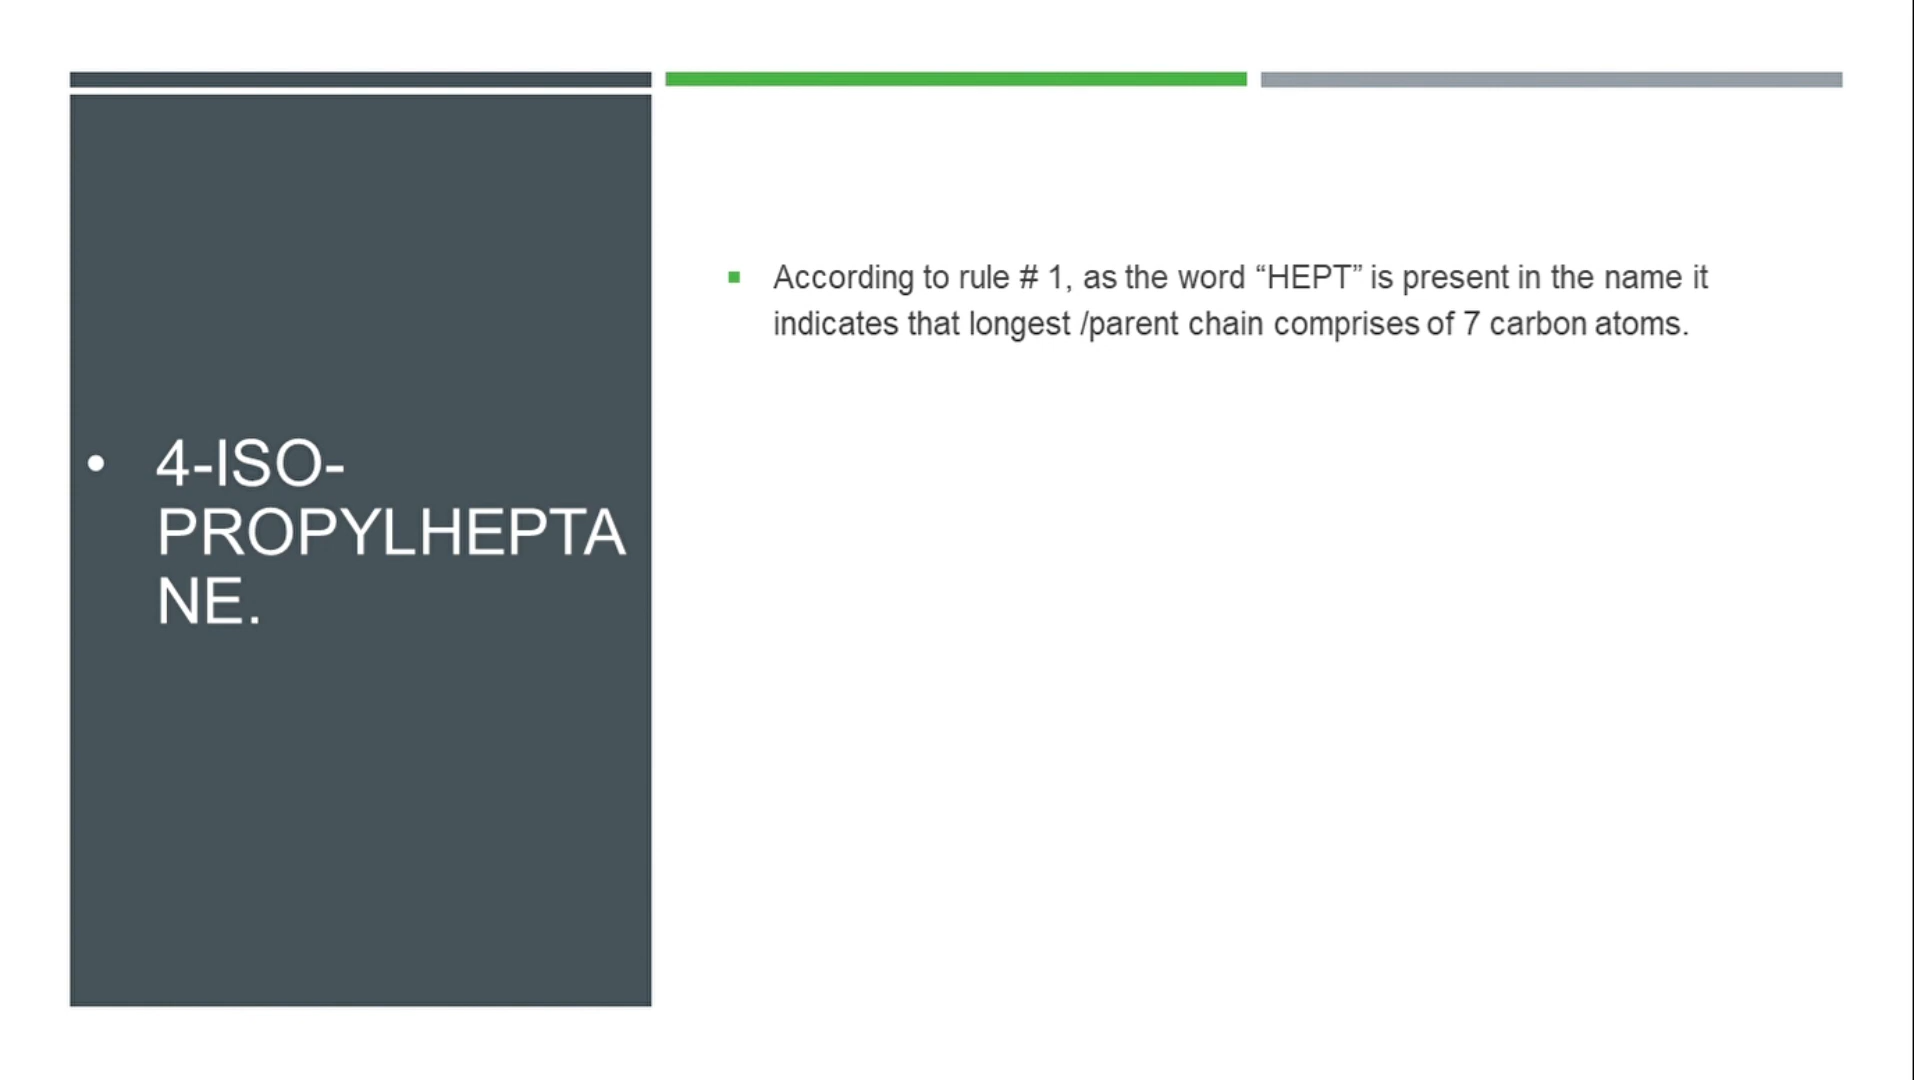 • 4-ISO-
PROPYLHEPTA
NE.
▪ According to rule # 1, as the word “HEPT” is present in the name it
indicates that longest /parent chain comprises of 7 carbon atoms.